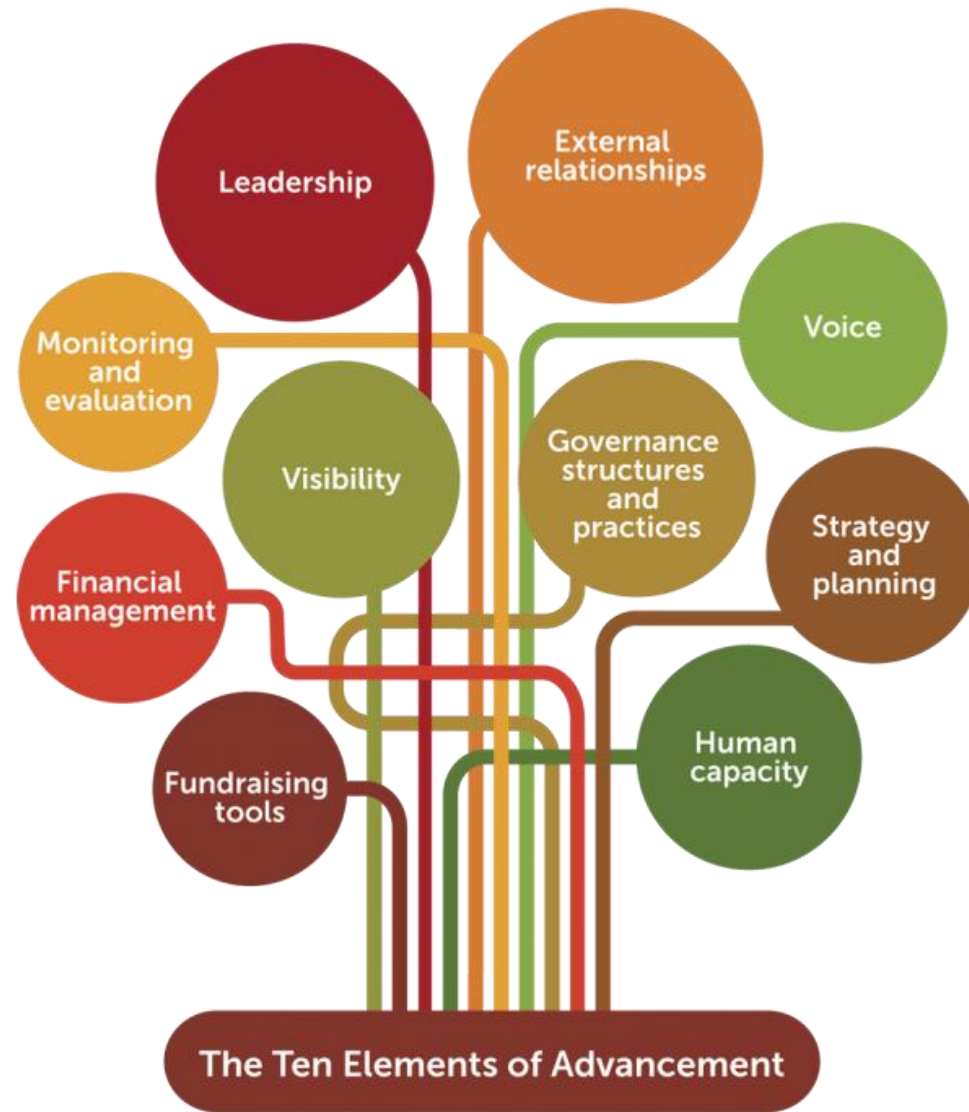 Leadership
External
relationships
Voice
Monitoring
and
evaluation
Visibility
Governance
structures
and
practices
Strategy
and
planning
Financial
management
Human
capacity
Fundraising
tools
The Ten Elements of Advancement